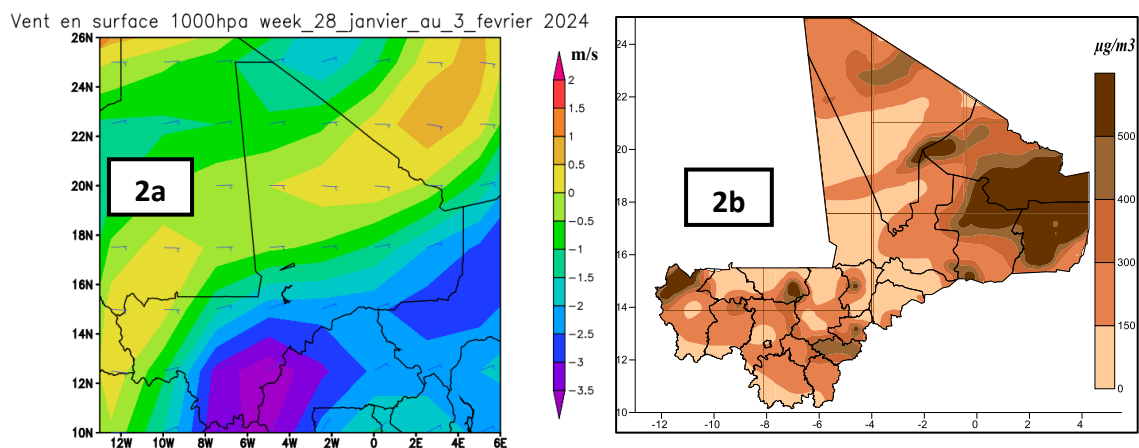 Vent en surface 1000hpa week_28_janvier_au_3_fevrier 2024
26N
24N
22N
20N
18N
16N
14N
12N
10N
12W 10W 8W 6W 4W 2W 0 2E 4E 6E
2a
m/s
2
1.5
1
0.5
0
−0.5
−1
−1.5
−2
−2.5
−3
−3.5
24
22
20
18
16
14
12
10
-12 -10 -8 -6 -4 -2 0 2 4
2b
µg/m3
500
400
300
150
0